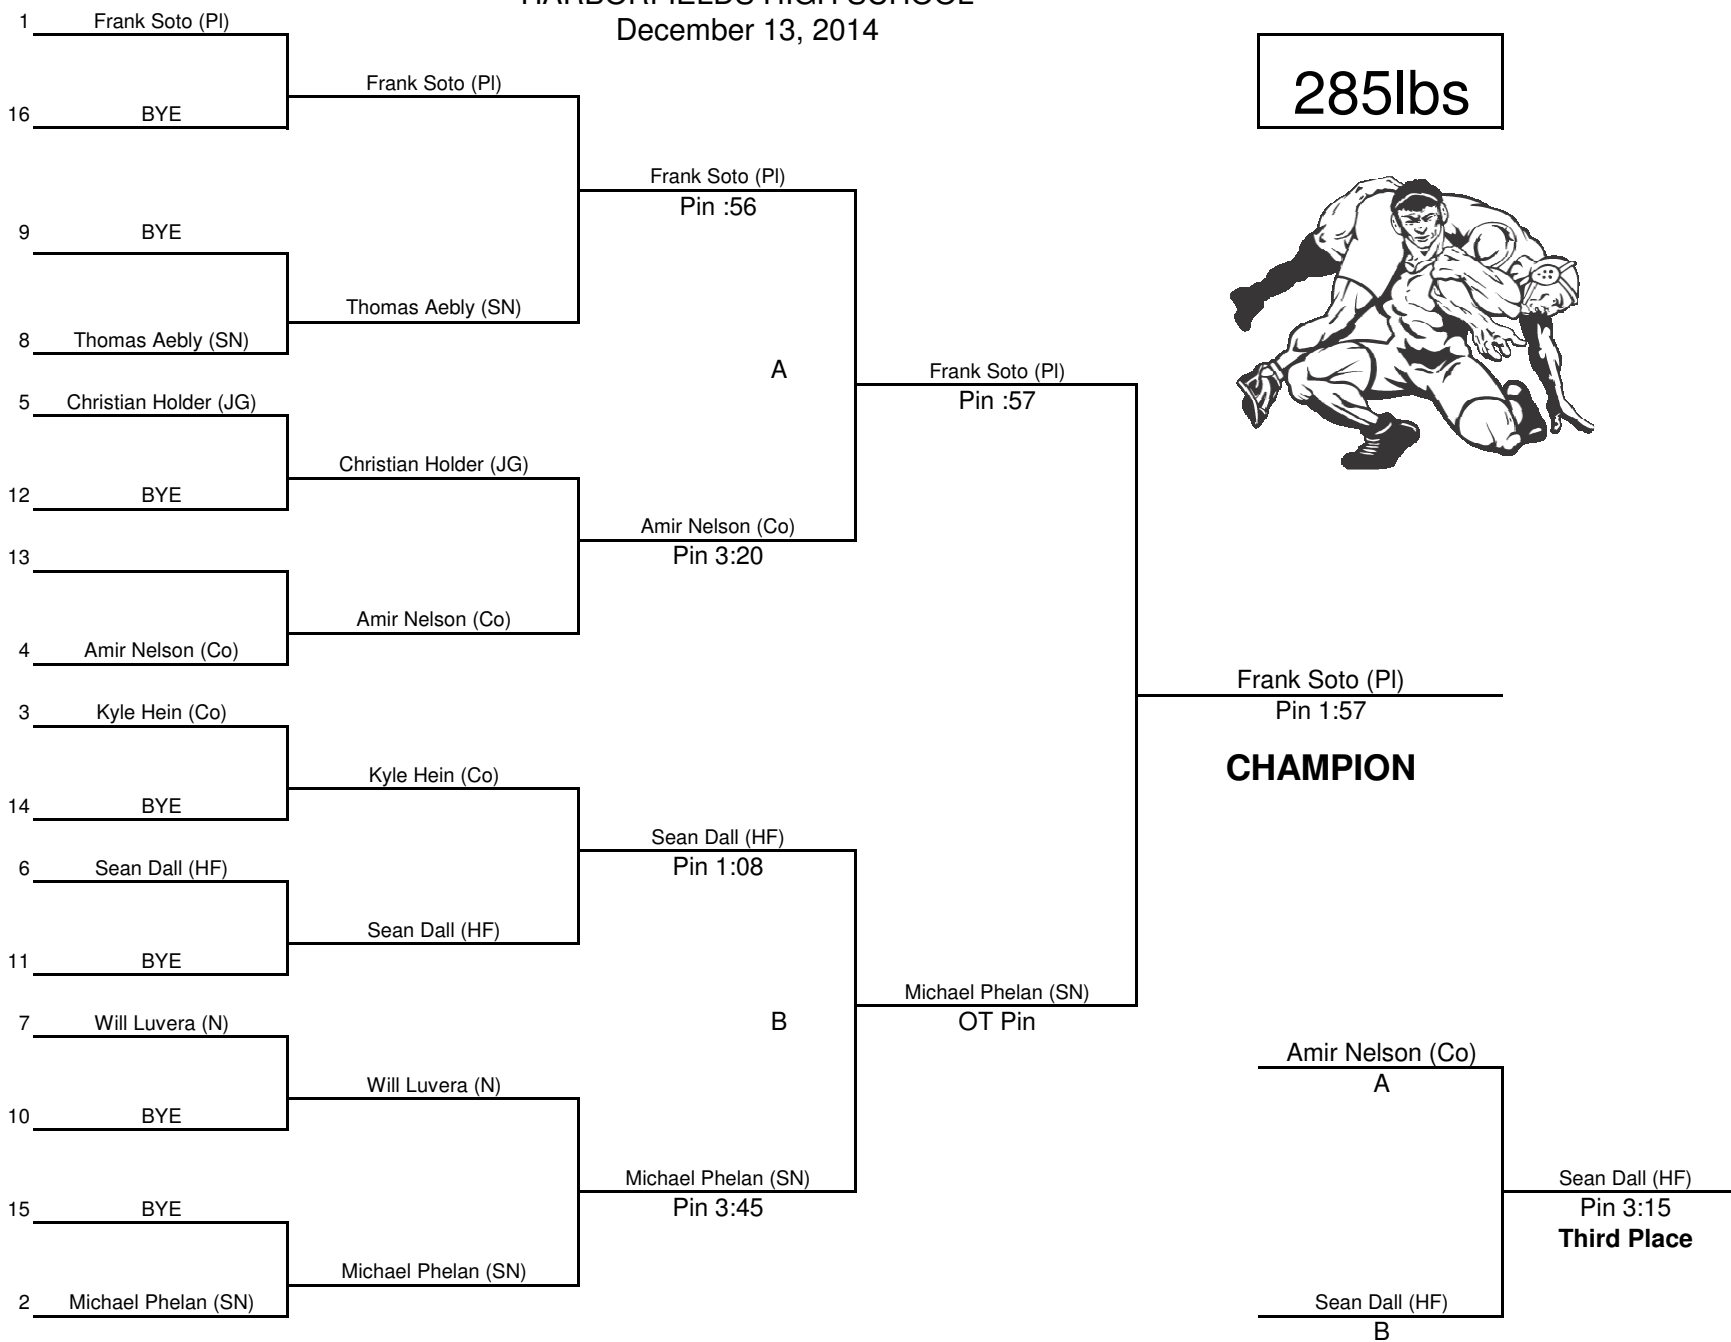 HARBORFIELDS HIGH SCHOOL
December 13, 2014
285lbs
1 Frank Soto (Pl)
Frank Soto (Pl)
16 BYE
Frank Soto (Pl)
Pin :56
9 BYE
Thomas Aebly (SN)
8 Thomas Aebly (SN)
A
Frank Soto (Pl)
Pin :57
5 Christian Holder (JG)
Christian Holder (JG)
12 BYE
Amir Nelson (Co)
Pin 3:20
13
Amir Nelson (Co)
4 Amir Nelson (Co)
Frank Soto (Pl)
Pin 1:57
CHAMPION
3 Kyle Hein (Co)
Kyle Hein (Co)
14 BYE
Sean Dall (HF)
Pin 1:08
6 Sean Dall (HF)
Sean Dall (HF)
11 BYE
Michael Phelan (SN)
OT Pin
B
7 Will Luvera (N)
Will Luvera (N)
10 BYE
Michael Phelan (SN)
Pin 3:45
15 BYE
Michael Phelan (SN)
2 Michael Phelan (SN)
Amir Nelson (Co)
A
Sean Dall (HF)
Pin 3:15
Third Place
Sean Dall (HF)
B